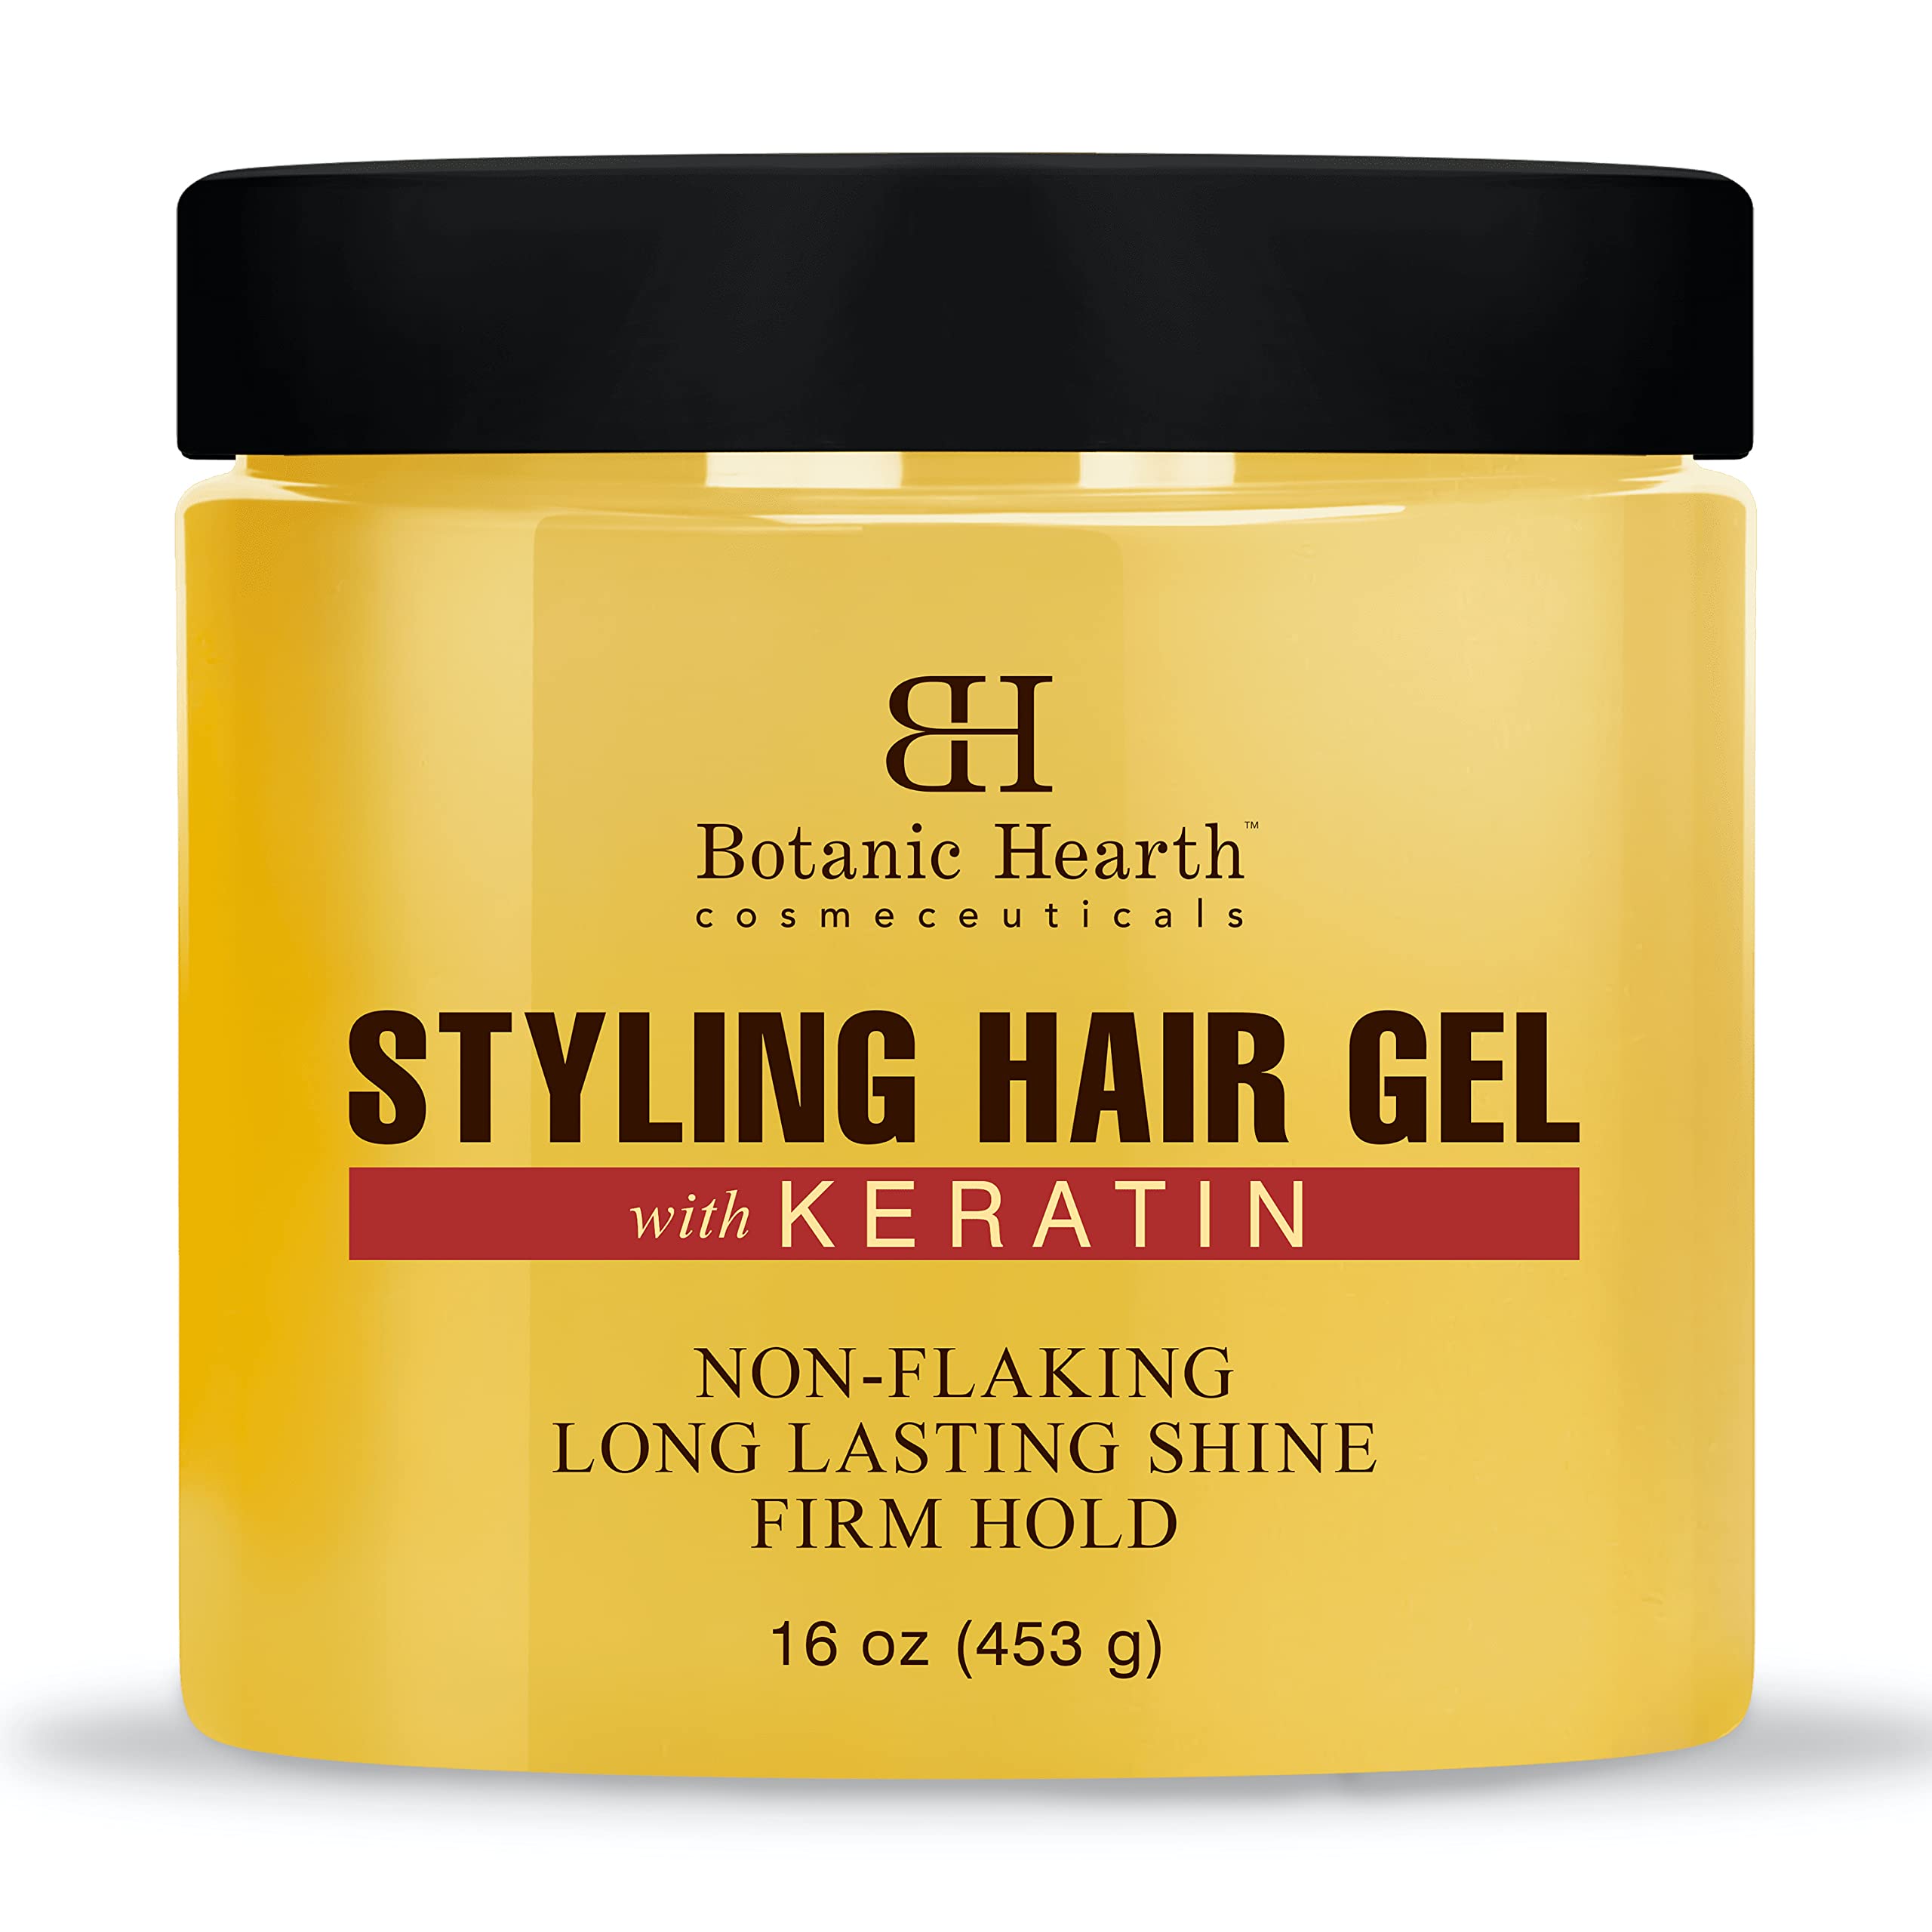 BH
Botanic Hearth™
cosmeceuticals
STYLING HAIR GEL
with KERATIN
NON-FLAKING
LONG LASTING SHINE
FIRM HOLD
16 oz (453 g)